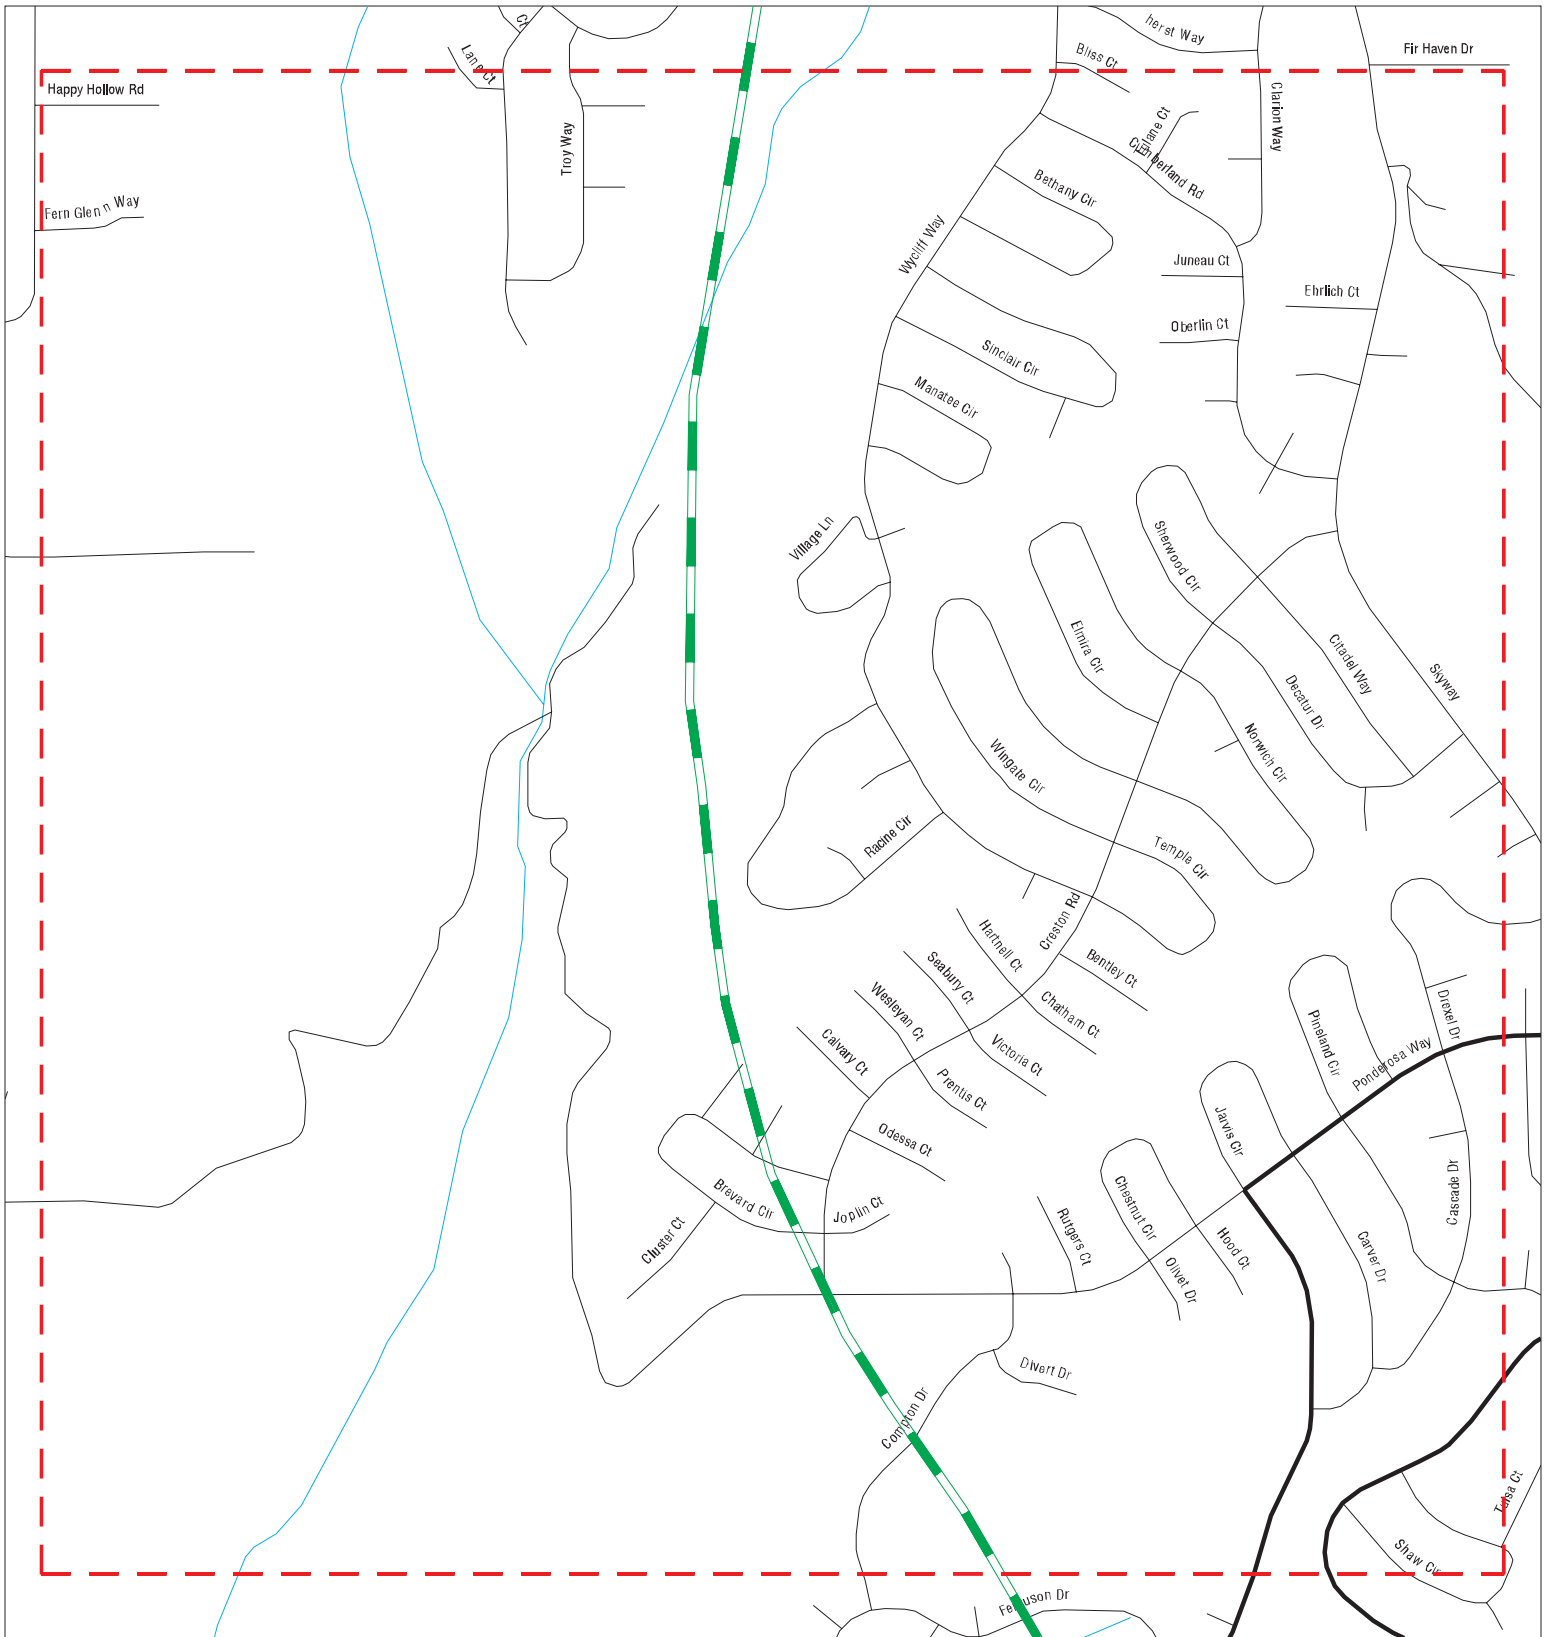 Ct
herst Way
Lane Ct
Bliss Ct
Fir Haven Dr
Happy Hollow Rd
Clarion Way
Troy Way
Cumberland Rd
Bethany Cir
Fern Glenn Way
Wycliff Way
Juneau Ct
Ehrlich Ct
Oberlin Ct
Sinclair Cir
Manatee Cir
Village Ln
Sherwood Cir
Elmira Cir
Citadel Way
Skyway
Decatur Dr
Norwich Cir
Wingate Cir
Racine Cir
Temple Cir
Creston Rd
Hartnell Ct
Seabury Ct
Bentley Ct
Wesleyan Ct
Chatham Ct
Drexel Dr
Pineland Cir
Calvary Ct
Victoria Ct
Ponderosa Way
Prentis Ct
Jarvis Cir
Odessa Ct
Cascade Dr
Brevard Cir
Joplin Ct
Chestnut Cir
Rutgers Ct
Cluster Ct
Hood Ct
Carver Dr
Olivet Dr
Divert Dr
Compton Dr
Tulsa Ct
Shaw Cir
Ferguson Dr